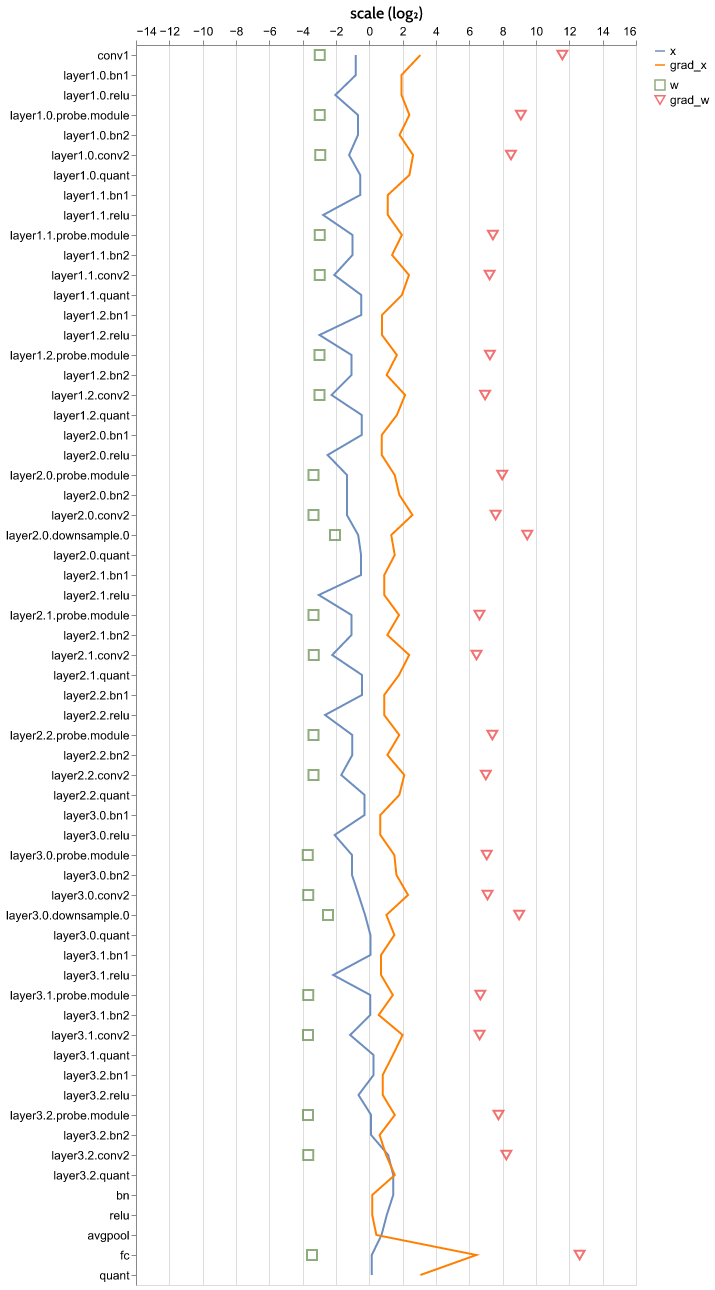 scale (log₂)
−14 −12 −10 −8 −6 −4 −2 0 2 4 6 8 10 12 14 16
x
grad_x
w
grad_w
conv1
layer1.0.bn1
layer1.0.relu
layer1.0.probe.module
layer1.0.bn2
layer1.0.conv2
layer1.0.quant
layer1.1.bn1
layer1.1.relu
layer1.1.probe.module
layer1.1.bn2
layer1.1.conv2
layer1.1.quant
layer1.2.bn1
layer1.2.relu
layer1.2.probe.module
layer1.2.bn2
layer1.2.conv2
layer1.2.quant
layer2.0.bn1
layer2.0.relu
layer2.0.probe.module
layer2.0.bn2
layer2.0.conv2
layer2.0.downsample.0
layer2.0.quant
layer2.1.bn1
layer2.1.relu
layer2.1.probe.module
layer2.1.bn2
layer2.1.conv2
layer2.1.quant
layer2.2.bn1
layer2.2.relu
layer2.2.probe.module
layer2.2.bn2
layer2.2.conv2
layer2.2.quant
layer3.0.bn1
layer3.0.relu
layer3.0.probe.module
layer3.0.bn2
layer3.0.conv2
layer3.0.downsample.0
layer3.0.quant
layer3.1.bn1
layer3.1.relu
layer3.1.probe.module
layer3.1.bn2
layer3.1.conv2
layer3.1.quant
layer3.2.bn1
layer3.2.relu
layer3.2.probe.module
layer3.2.bn2
layer3.2.conv2
layer3.2.quant
bn
relu
avgpool
fc
quant